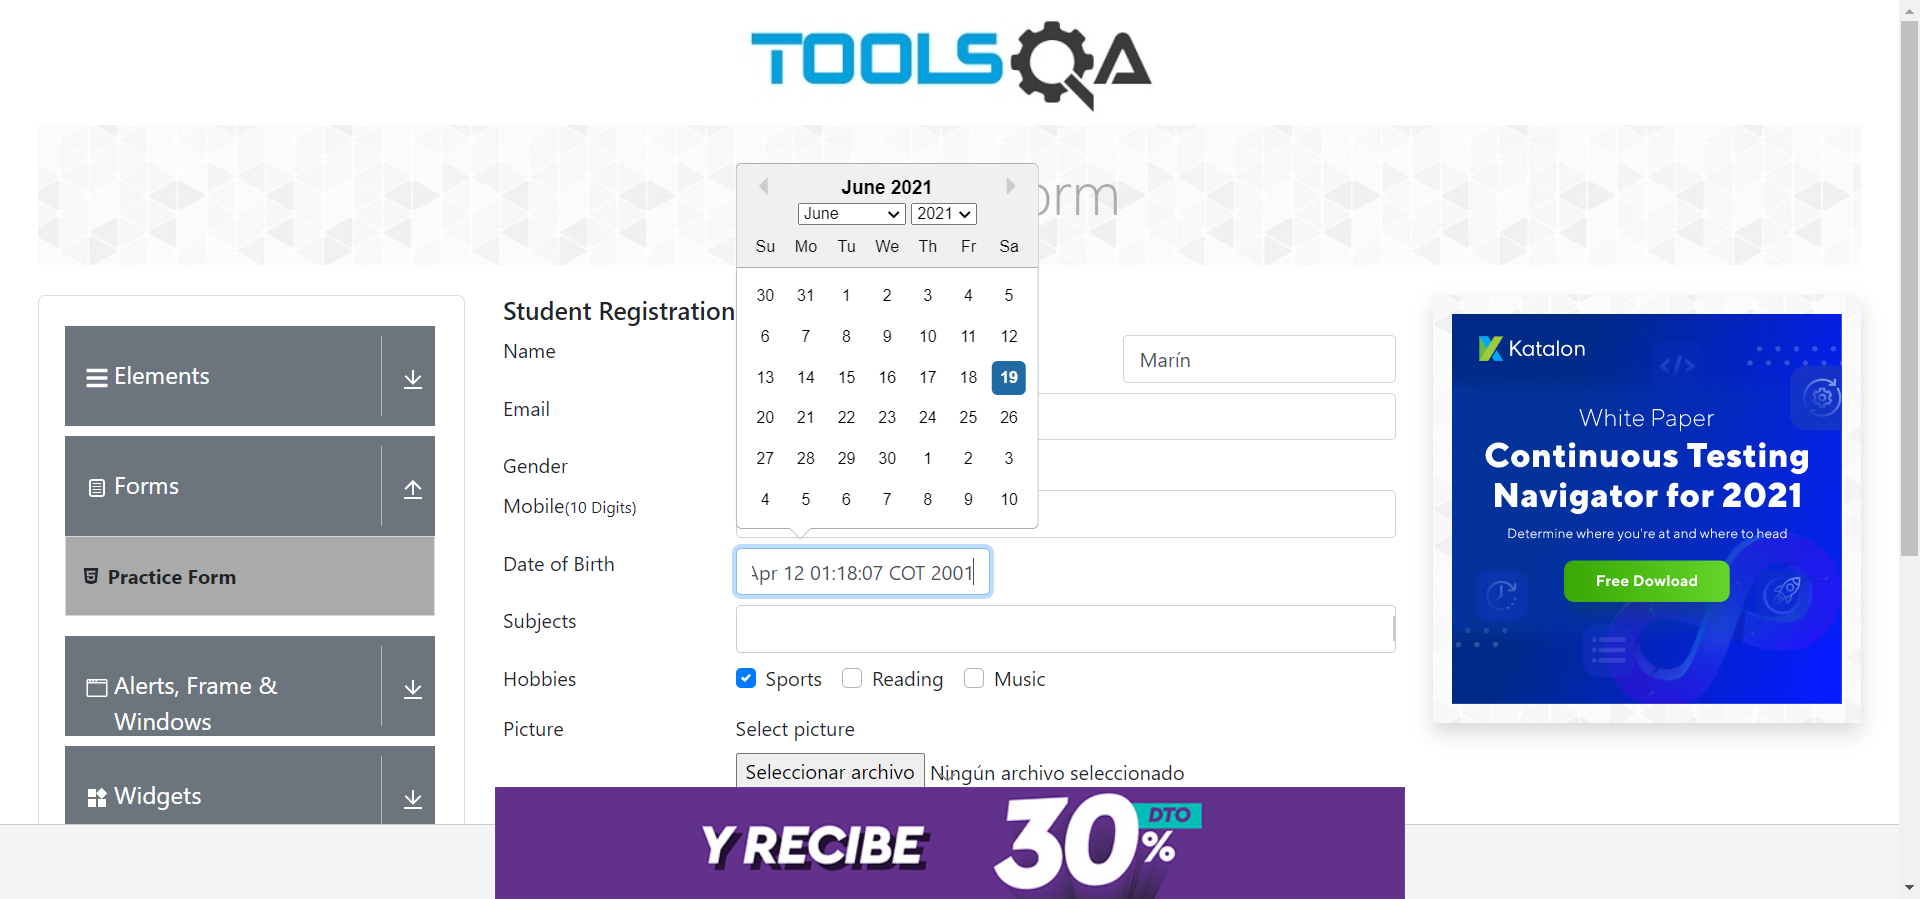 TOOLSQA
orm
June 2021
June 2021
Su Mo Tu We Th Fr Sa
30 31 1 2 3 4 5
6 7 8 9 10 11 12
13 14 15 16 17 18 19
20 21 22 23 24 25 26
27 28 29 30 1 2 3
4 5 6 7 8 9 10
Elements
Forms
Practice Form
Alerts, Frame &
Windows
Widgets
Student Registration
Name
Marín
Email
Gender
Mobile(10 Digits)
Date of Birth
Apr 12 01:18:07 COT 2001
Subjects
Hobbies
Sports Reading Music
Picture
Select picture
Seleccionar archivo Ningún archivo seleccionado
Katalon
</>
White Paper
Continuous Testing
Navigator for 2021
Determine where you're at and where to head
Free Dowload
Y RECIBE 30% DTO